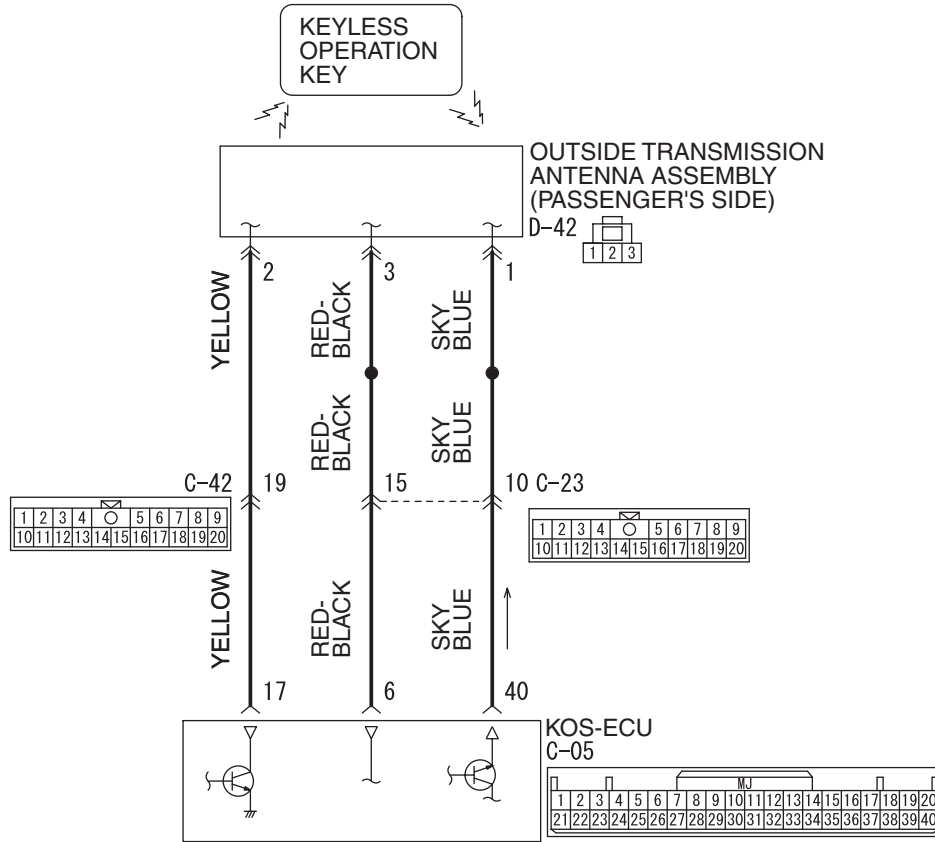 KEYLESS
OPERATION
KEY
OUTSIDE TRANSMISSION
ANTENNA ASSEMBLY
(PASSENGER'S SIDE)
D-42
1 2 3
2 3 1
YELLOW
RED-
BLACK
SKY
BLUE
RED-
BLACK
SKY
BLUE
C-42 19 15 10 C-23
1 2 3 4 5 6 7 8 9
10 11 12 13 14 15 16 17 18 19 20
1 2 3 4 5 6 7 8 9
10 11 12 13 14 15 16 17 18 19 20
YELLOW
RED-
BLACK
SKY
BLUE
17 6 40
KOS-ECU
C-05
MJ
1 2 3 4 5 6 7 8 9 10 11 12 13 14 15 16 17 18 19 20
21 22 23 24 25 26 27 28 29 30 31 32 33 34 35 36 37 38 39 40